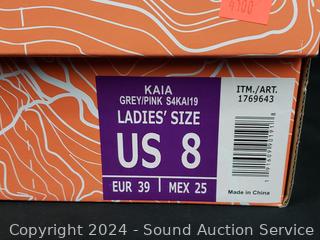 4700
KAIA
GREY/PINK S4KAI19
LADIES' SIZE
US 8
EUR 39 MEX 25
ITM./ART.
1769643
Made in China
Copyright 2024 - Sound Auction Service